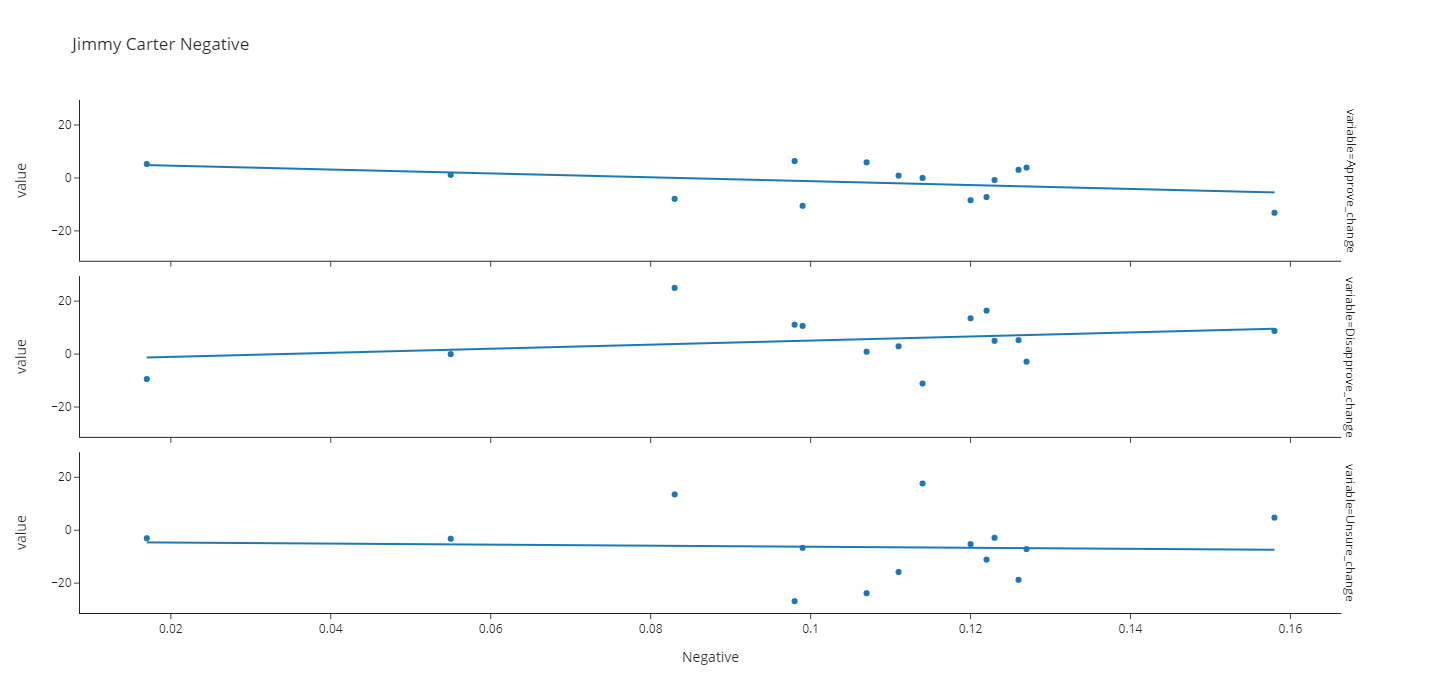 Jimmy Carter Negative
20
0
−20
value
variable=Approve_change
20
0
−20
value
variable=Disapprove_change
20
0
−20
value
variable=Unsure_change
0.02
0.04
0.06
0.08
0.1
0.12
0.14
0.16
Negative